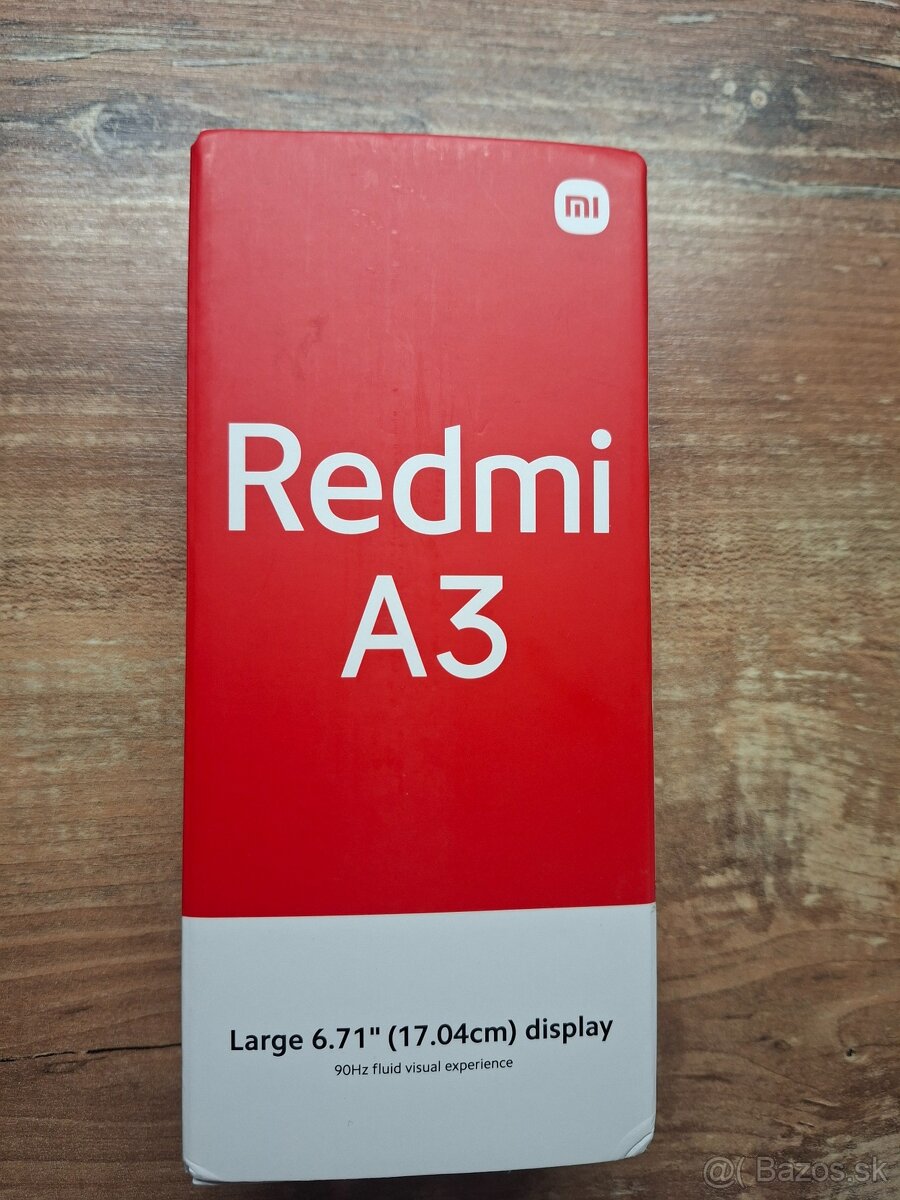 mi
Redmi
A3
Large 6.71" (17.04cm) display
90Hz fluid visual experience
@( Bazos.sk